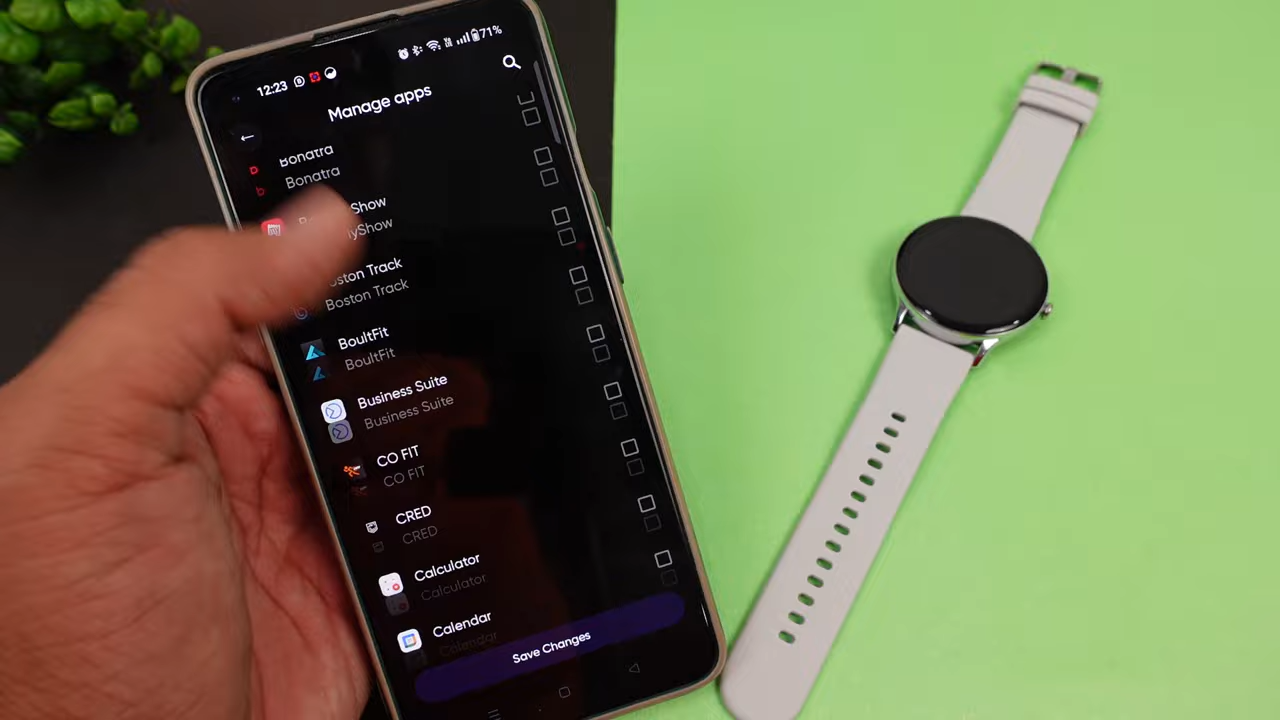 12:23
71%
Manage apps
Bonatra
Bonatra
Show
yShow
Boston Track
Boston Track
BoultFit
BoultFit
Business Suite
Business Suite
CO FIT
CO FIT
CRED
CRED
Calculator
Calculator
Calendar
Calendar
Save Changes